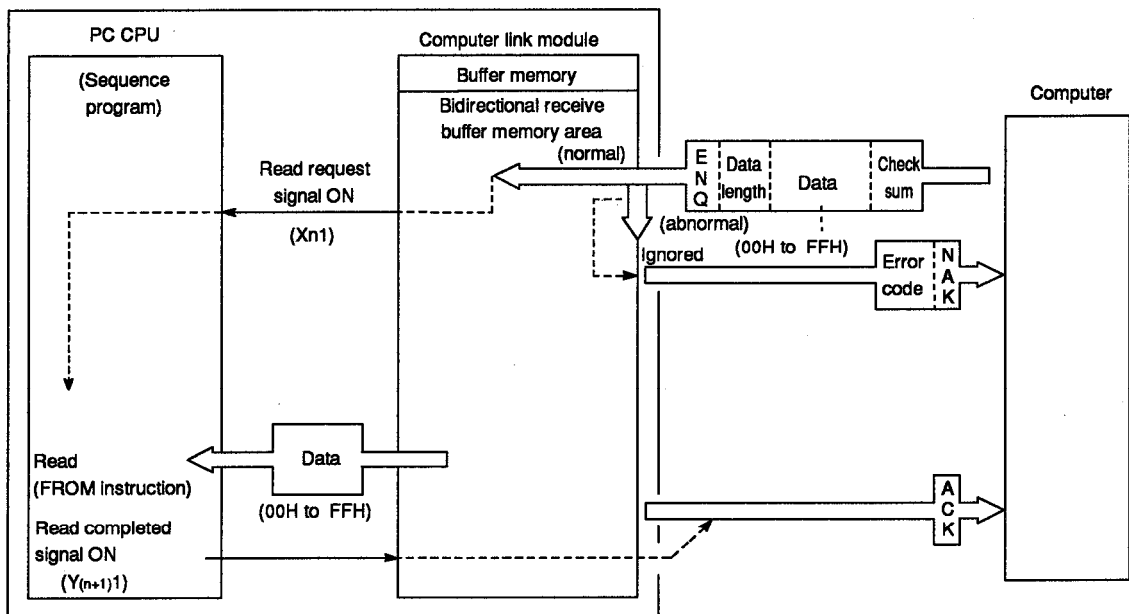 PC CPU
(Sequence
program)
Computer link module
Buffer memory
Bidirectional receive
buffer memory area
(normal)
Computer
E
N
Q
Data
length
Data
Check
sum
Read request
signal ON
(Xn1)
(abnormal)
(00H to FFH)
Ignored
Error
code
N
A
K
Read
(FROM instruction)
Data
(00H to FFH)
A
C
K
Read completed
signal ON
(Y(n+1)1)